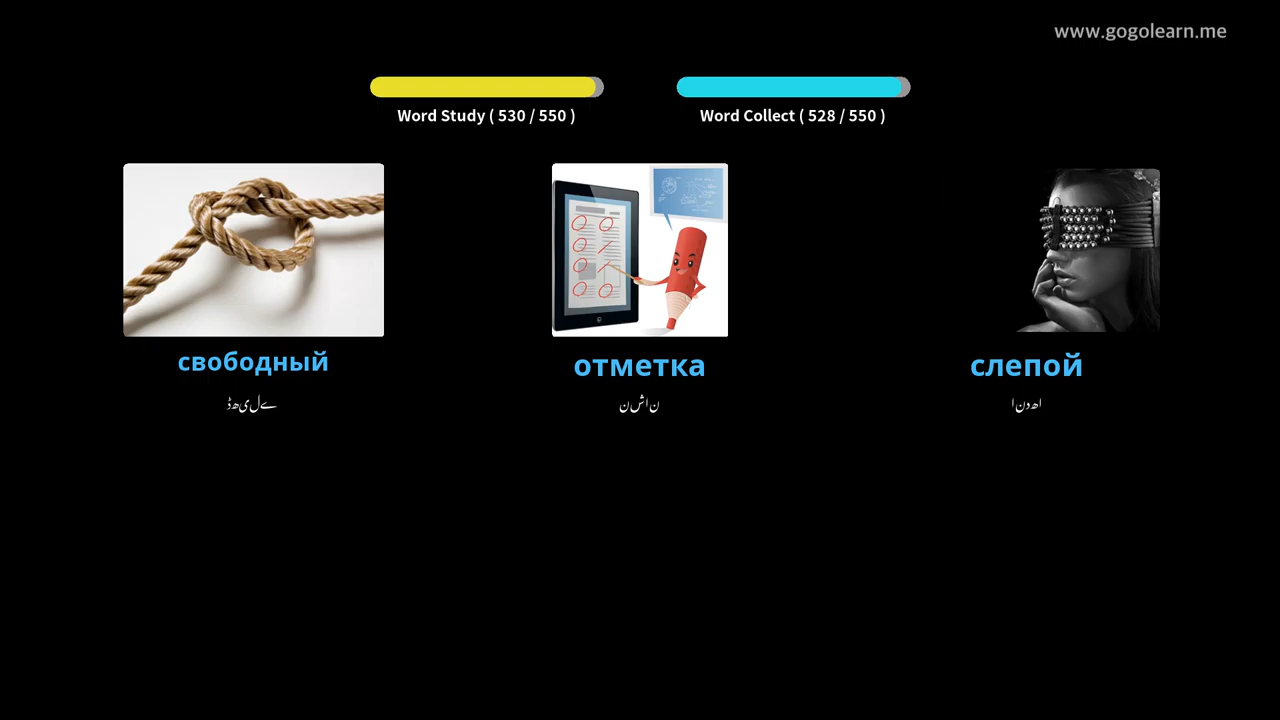 www.gogolearn.me
Word Study ( 530 / 550 )
Word Collect ( 528 / 550 )
свободный
отметка
слепой
ڈھیلے
نشان
اندھا